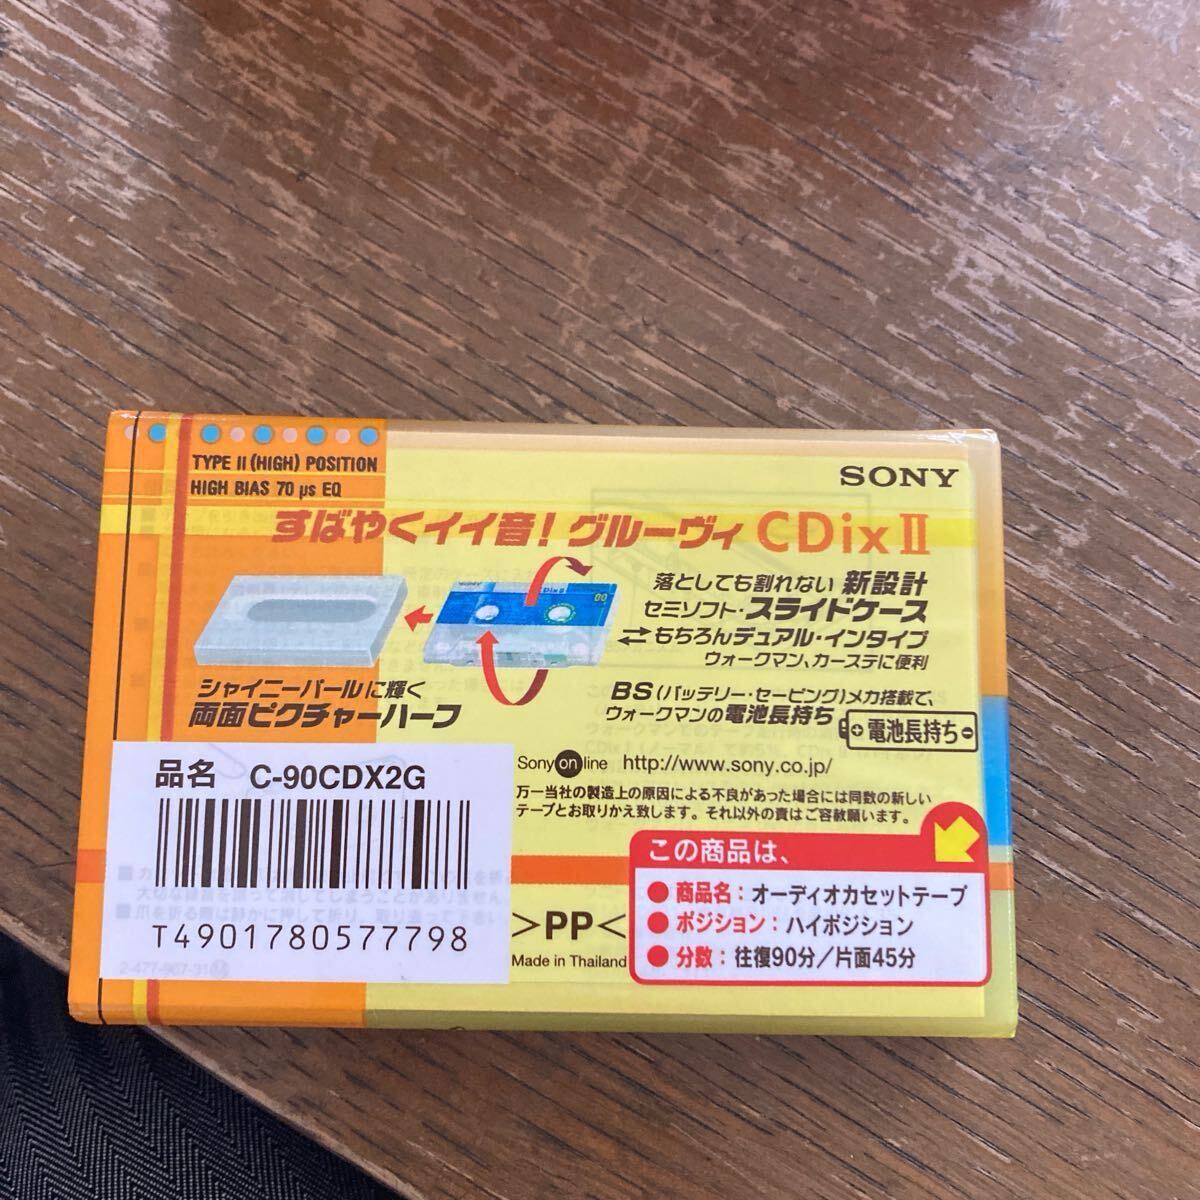 TYPE II (HIGH) POSITION
HIGH BIAS 70 µs EQ
SONY
すばやくイイ音!グルーヴィ CDixII
落としても割れない 新設計
セミソフト・スライドケース
もちろんデュアル・インタイプ
ウォークマン、カーステに便利
SONY
CDixII
90
シャイニーパールに輝く
両面ピクチャーハーフ
BS(バッテリー・セービング)メカ搭載で、
ウォークマンの電池長持ち
電池長持ち
Sony on line http://www.sony.co.jp/
万一当社の製造上の原因による不良があった場合には同数の新しい
テープとお取りかえ致します。それ以外の責はご容赦願います。
品名 C-90CDX2G
T4901780577798
>PP<
Made in Thailand
この商品は、
● 商品名:オーディオカセットテープ
● ポジション:ハイポジション
● 分数:往復90分/片面45分